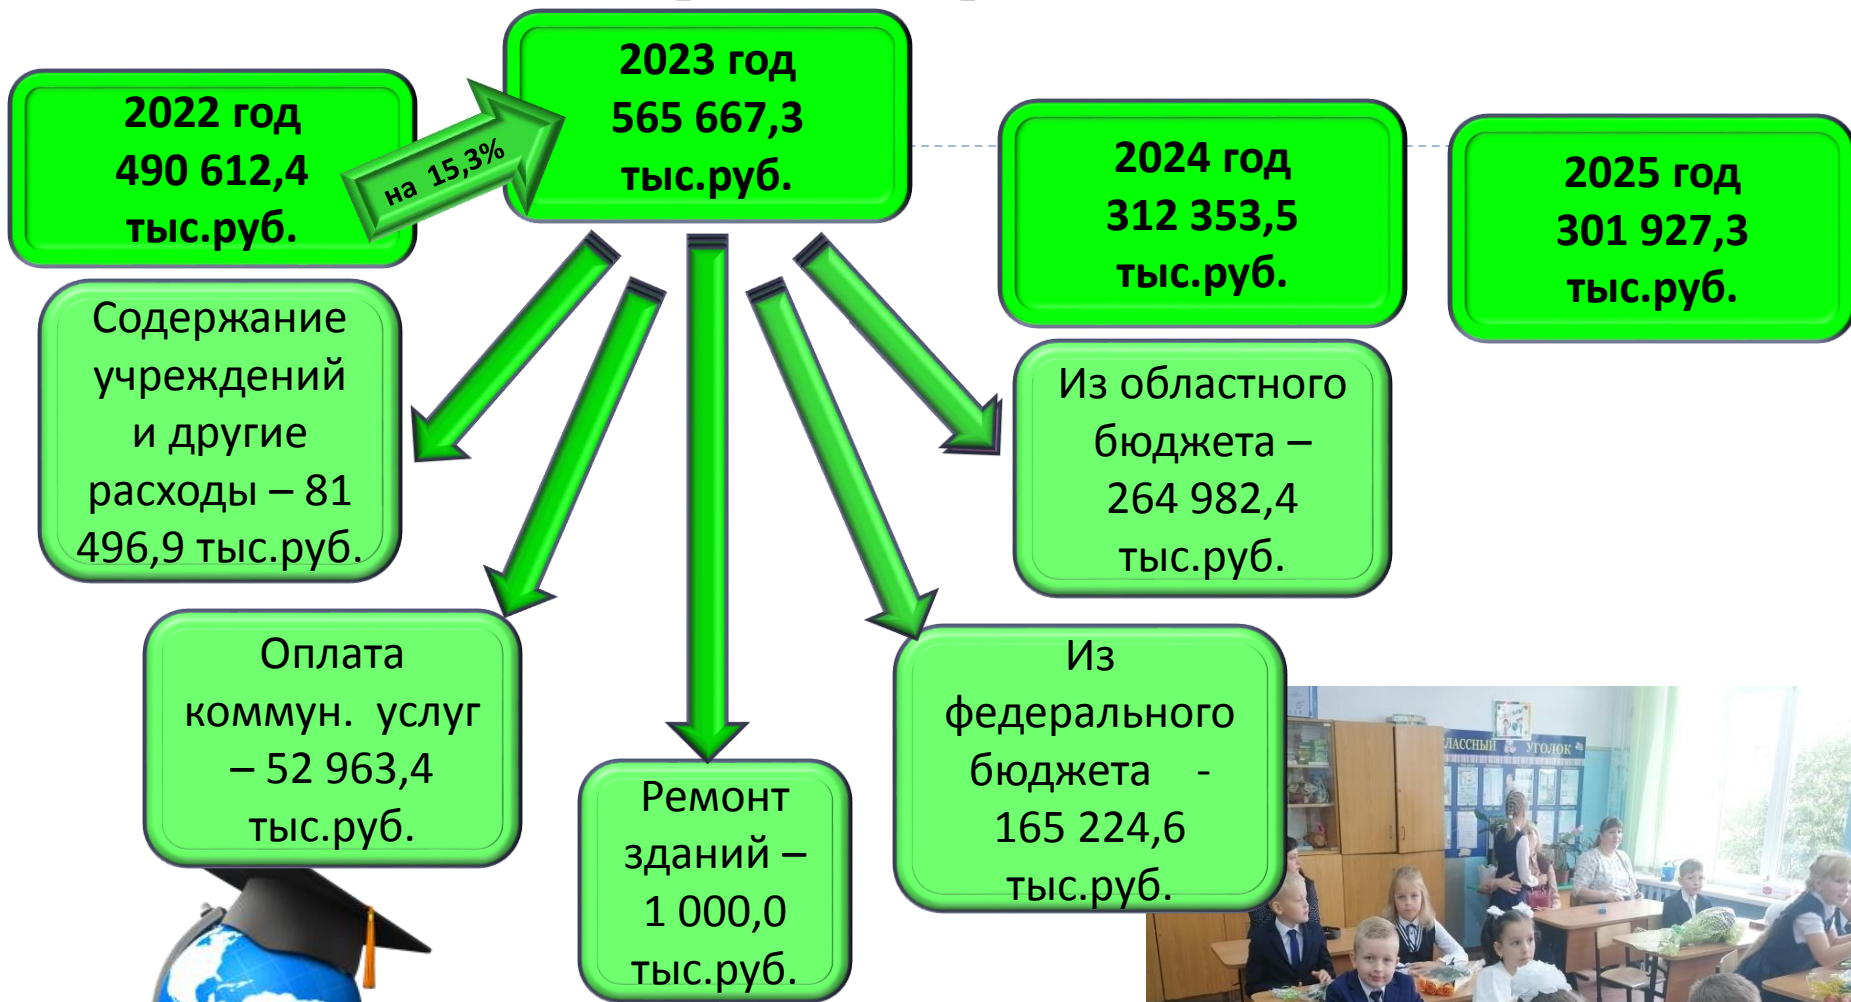 2022 год
490 612,4
тыс.руб.
на 15,3%
2023 год
565 667,3
тыс.руб.
2024 год
312 353,5
тыс.руб.
2025 год
301 927,3
тыс.руб.
Содержание
учреждений
и другие
расходы – 81
496,9 тыс.руб.
Оплата
коммун. услуг
– 52 963,4
тыс.руб.
Ремонт
зданий –
1 000,0
тыс.руб.
Из
федерального
бюджета -
165 224,6
тыс.руб.
Из областного
бюджета –
264 982,4
тыс.руб.
ЛАССНЫЙ УГОЛОК